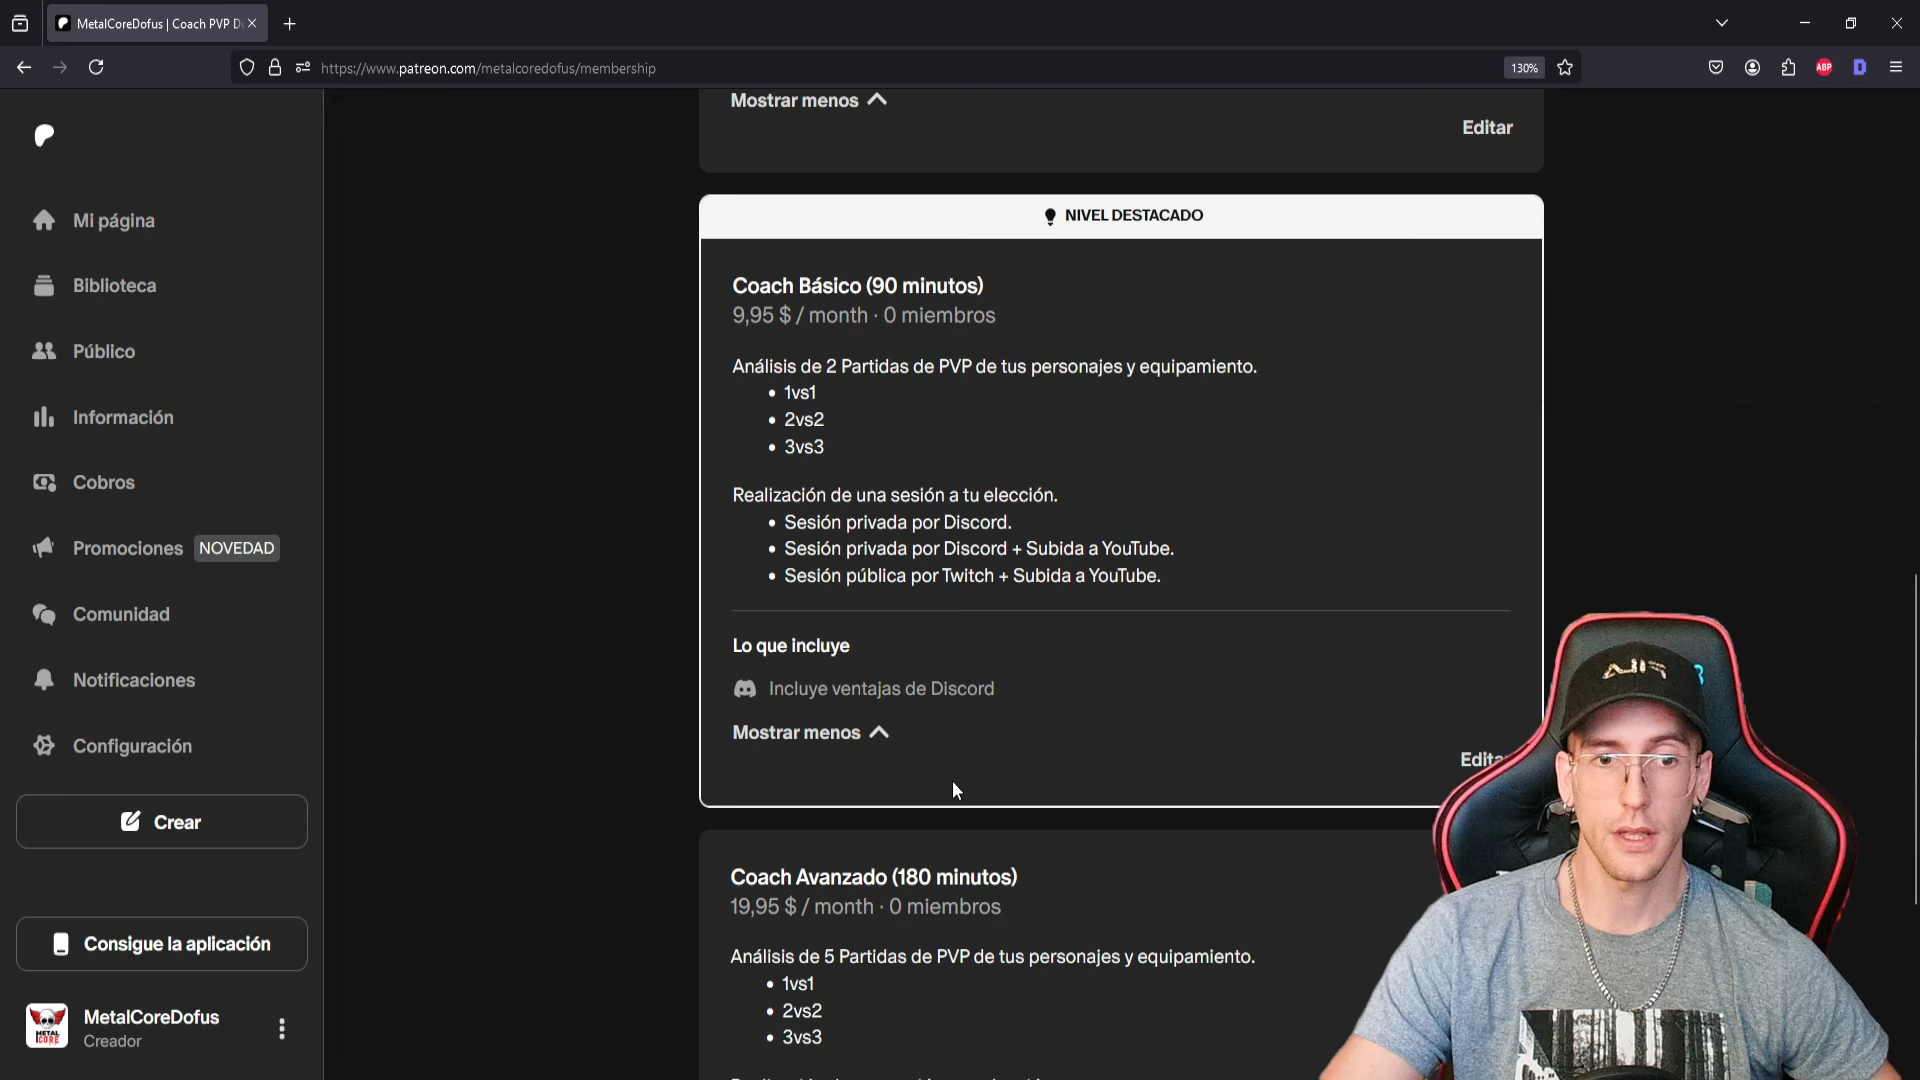 MetalCoreDofus | Coach PVP D
https://www.patreon.com/metalcoredofus/membership
130%
ABP
Mi página
Biblioteca
Público
Información
Cobros
Promociones NOVEDAD
Comunidad
Notificaciones
Configuración
Crear
Consigue la aplicación
MetalCoreDofus
Creador
METAL
CORE
Mostrar menos
Editar
NIVEL DESTACADO
Coach Básico (90 minutos)
9,95 $ / month · 0 miembros
Análisis de 2 Partidas de PVP de tus personajes y equipamiento.
• 1vs1
• 2vs2
• 3vs3
Realización de una sesión a tu elección.
• Sesión privada por Discord.
• Sesión privada por Discord + Subida a YouTube.
• Sesión pública por Twitch + Subida a YouTube.
Lo que incluye
Incluye ventajas de Discord
Mostrar menos
Coach Avanzado (180 minutos)
19,95 $ / month · 0 miembros
Análisis de 5 Partidas de PVP de tus personajes y equipamiento.
• 1vs1
• 2vs2
• 3vs3